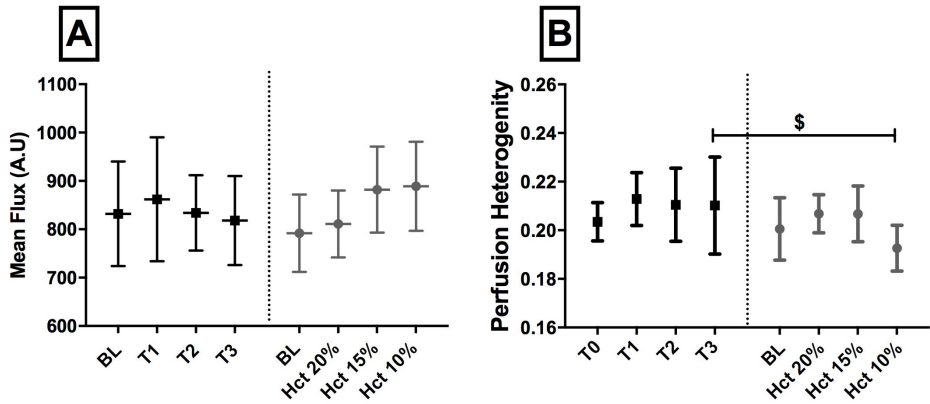 A
Mean Flux (A.U)
1100
1000
900
800
700
600
BL
T1
T2
T3
BL
Hct 20%
Hct 15%
Hct 10%
B
Perfusion Heterogenity
0.26
0.24
0.22
0.20
0.18
0.16
$
T0
T1
T2
T3
BL
Hct 20%
Hct 15%
Hct 10%